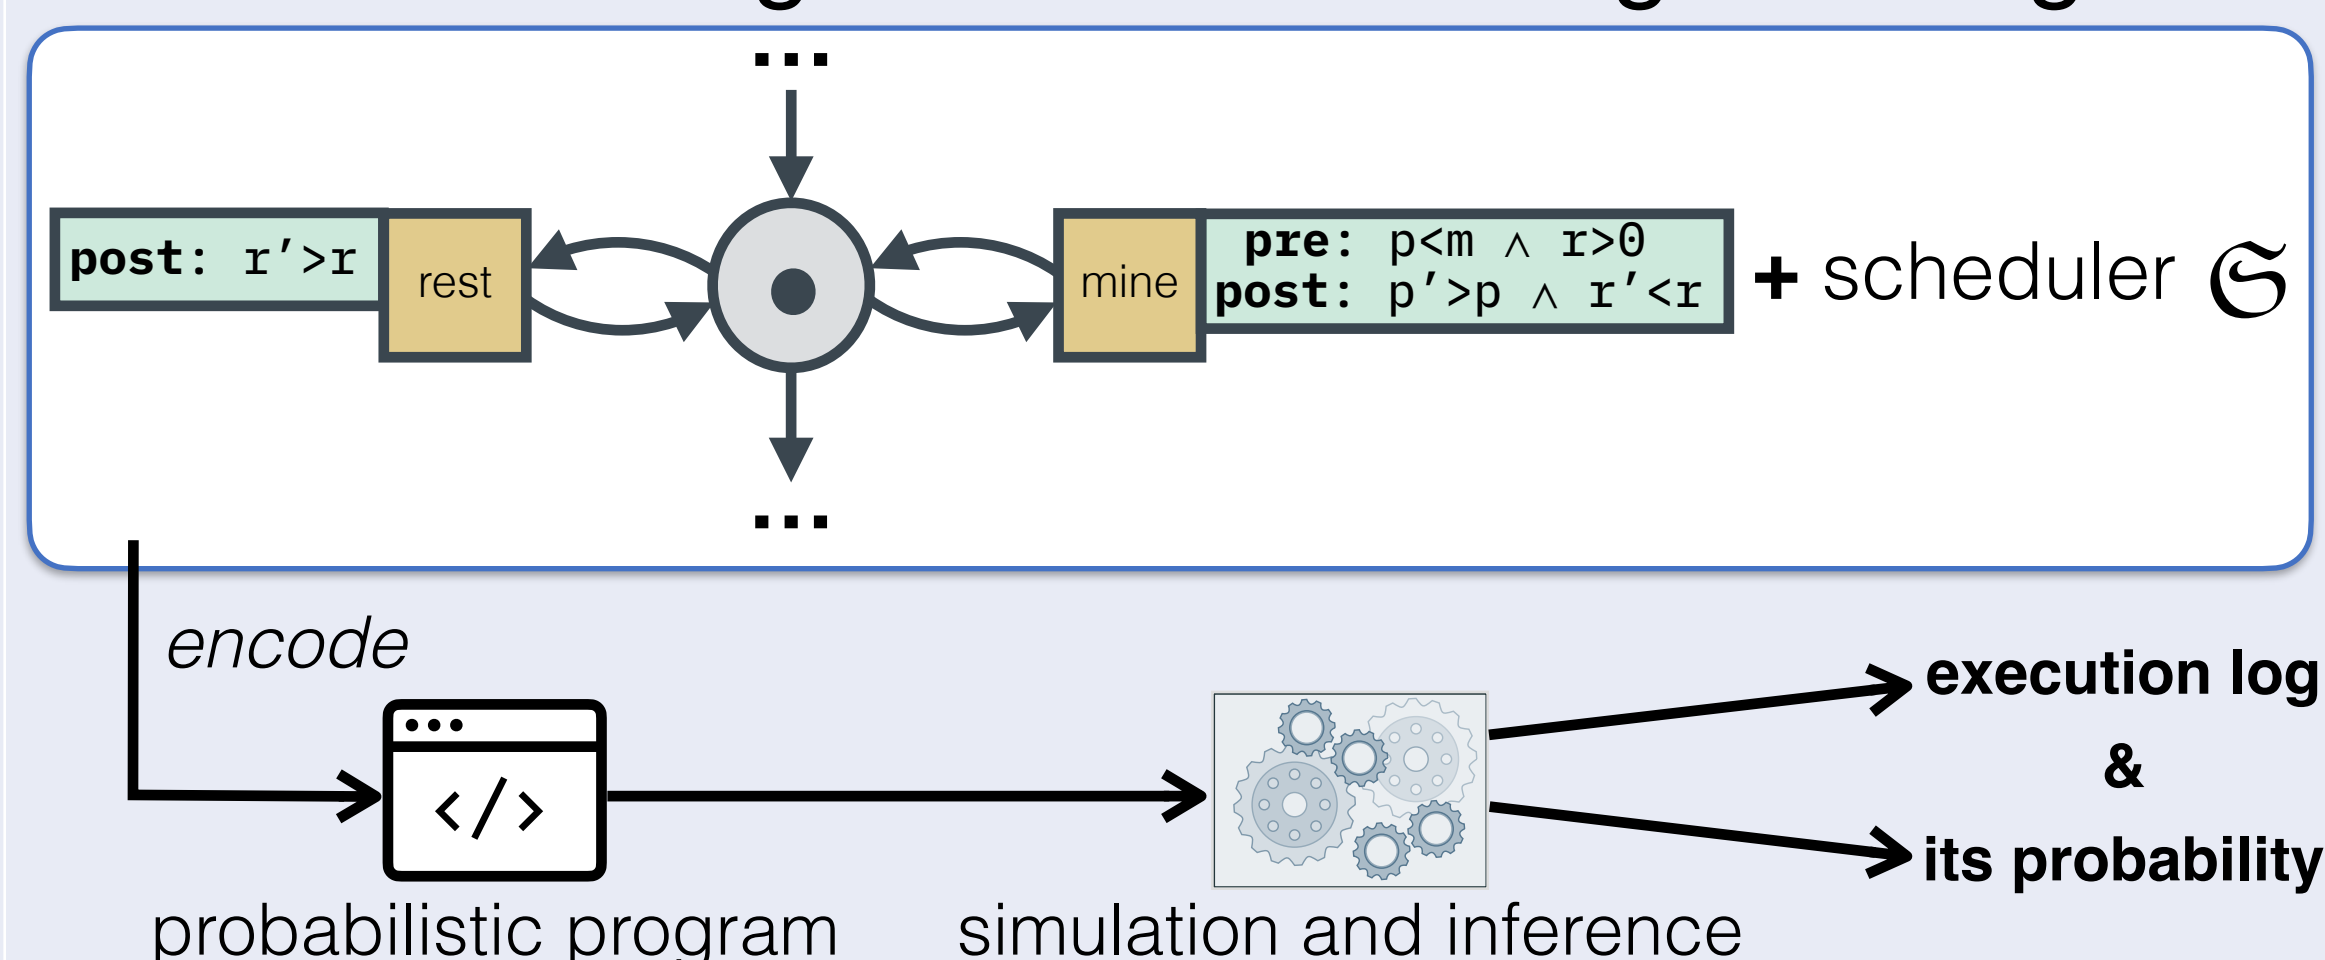 ...
post: r′>r
rest
mine
pre: p<m ∧ r>0
post: p′>p ∧ r′<r
+ scheduler 𝔖
...
encode
</>
execution log
&
its probability
probabilistic program
simulation and inference